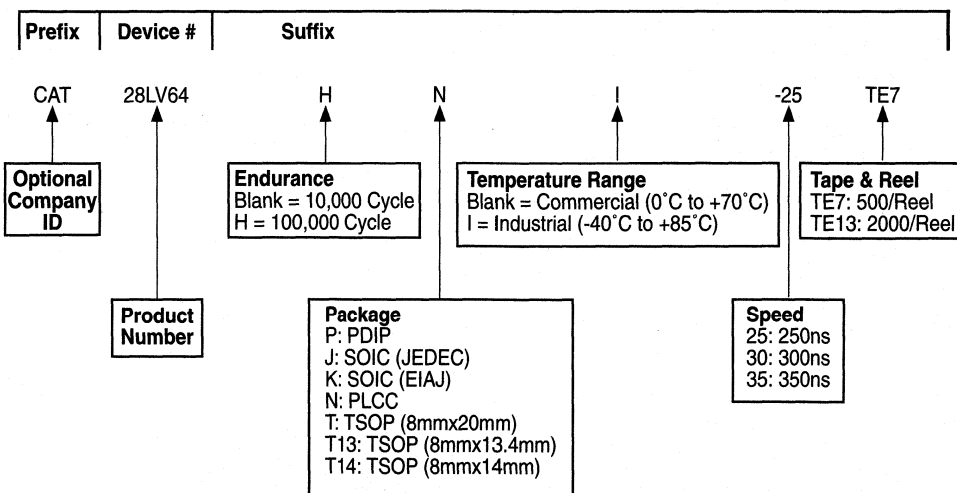 Prefix Device # Suffix
CAT 28LV64 H N I -25 TE7
Optional
Company
ID
Endurance
Blank = 10,000 Cycle
H = 100,000 Cycle
Temperature Range
Blank = Commercial (0˚C to +70˚C)
I = Industrial (-40˚C to +85˚C)
Tape & Reel
TE7: 500/Reel
TE13: 2000/Reel
Product
Number
Package
P: PDIP
J: SOIC (JEDEC)
K: SOIC (EIAJ)
N: PLCC
T: TSOP (8mmx20mm)
T13: TSOP (8mmx13.4mm)
T14: TSOP (8mmx14mm)
Speed
25: 250ns
30: 300ns
35: 350ns